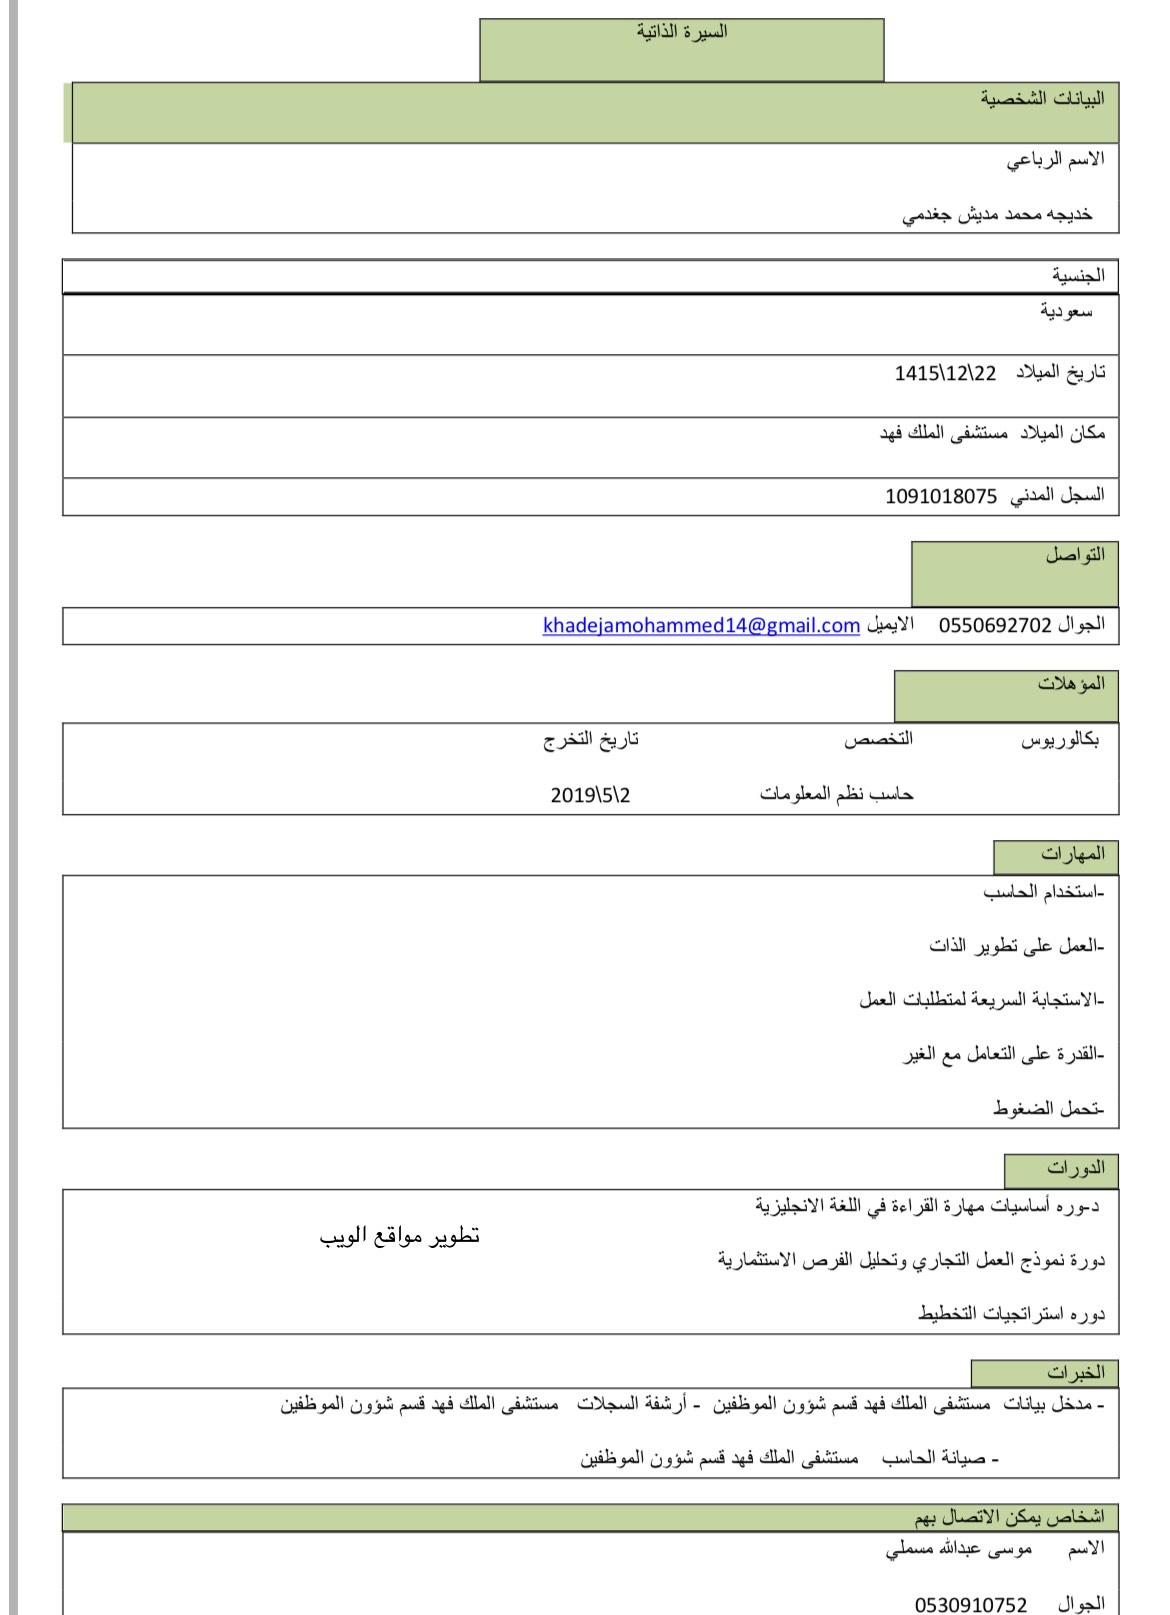 السيرة الذاتية
البيانات الشخصية
الاسم الرباعي
خديجه محمد مديش جغدمي
الجنسية
سعودية
تاريخ الميلاد 22\12\1415
مكان الميلاد مستشفى الملك فهد
السجل المدني 1091018075
التواصل
الجوال 0550692702 الايميل khadejamohammed14@gmail.com
المؤهلات
بكالوريوس التخصص تاريخ التخرج
حاسب نظم المعلومات 2\5\2019
المهارات
-استخدام الحاسب
-العمل على تطوير الذات
-الاستجابة السريعة لمتطلبات العمل
-القدرة على التعامل مع الغير
-تحمل الضغوط
الدورات
د-وره أساسيات مهارة القراءة في اللغة الانجليزية
تطوير مواقع الويب
دورة نموذج العمل التجاري وتحليل الفرص الاستثمارية
دوره استراتجيات التخطيط
الخبرات
- مدخل بيانات مستشفى الملك فهد قسم شؤون الموظفين - أرشفة السجلات مستشفى الملك فهد قسم شؤون الموظفين
- صيانة الحاسب مستشفى الملك فهد قسم شؤون الموظفين
اشخاص يمكن الاتصال بهم
الاسم موسى عبدالله مسملي
الجوال 0530910752